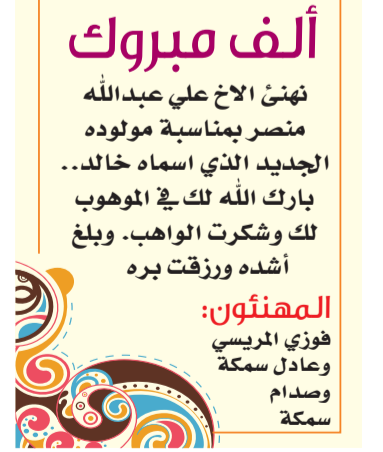 ألف مبروك
نهنئ الاخ علي عبدالله
منصر بمناسبة مولوده
الجديد الذي اسماه خالد..
بارك الله لك في الموهوب
لك وشكرت الواهب. وبلغ
أشده ورزقت بره
المهنئون:
فوزي المريسي
وعادل سمكة
وصدام
سمكة